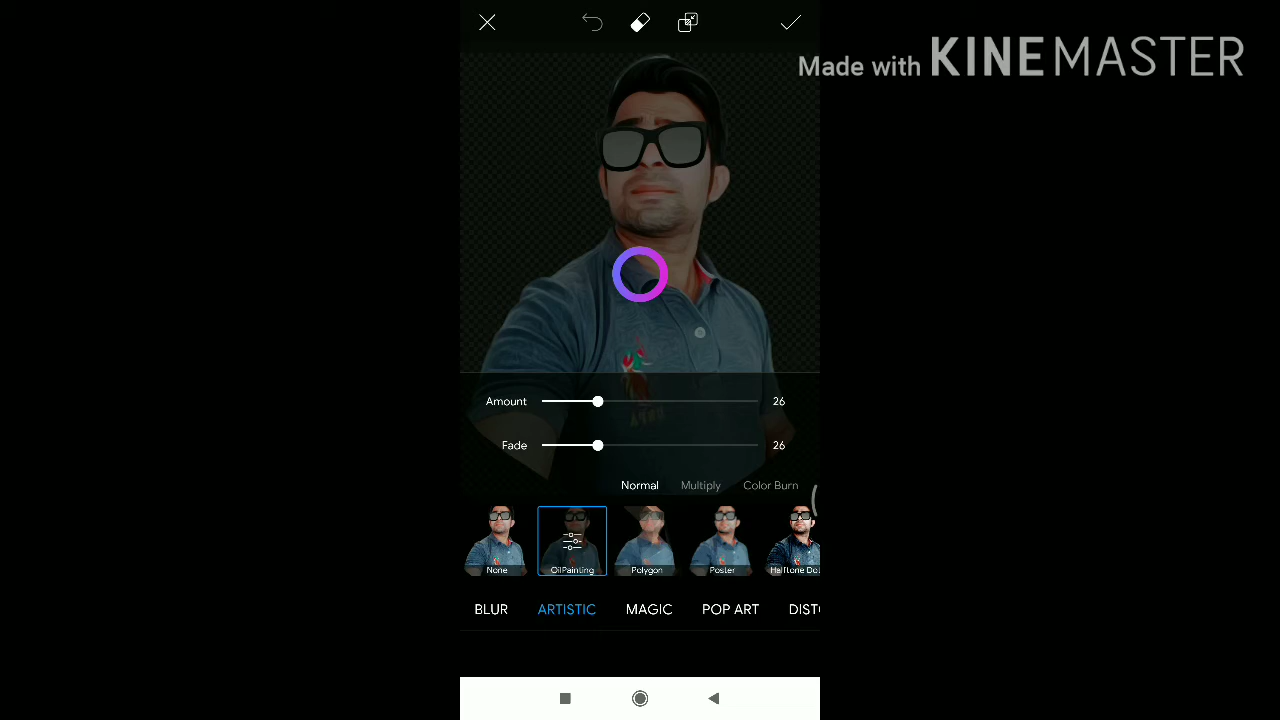 Made with KINEMASTER
Amount 26
Fade 26
Normal Multiply Color Burn
None OilPainting Polygon Poster Halftone Do
BLUR ARTISTIC MAGIC POP ART DISTO